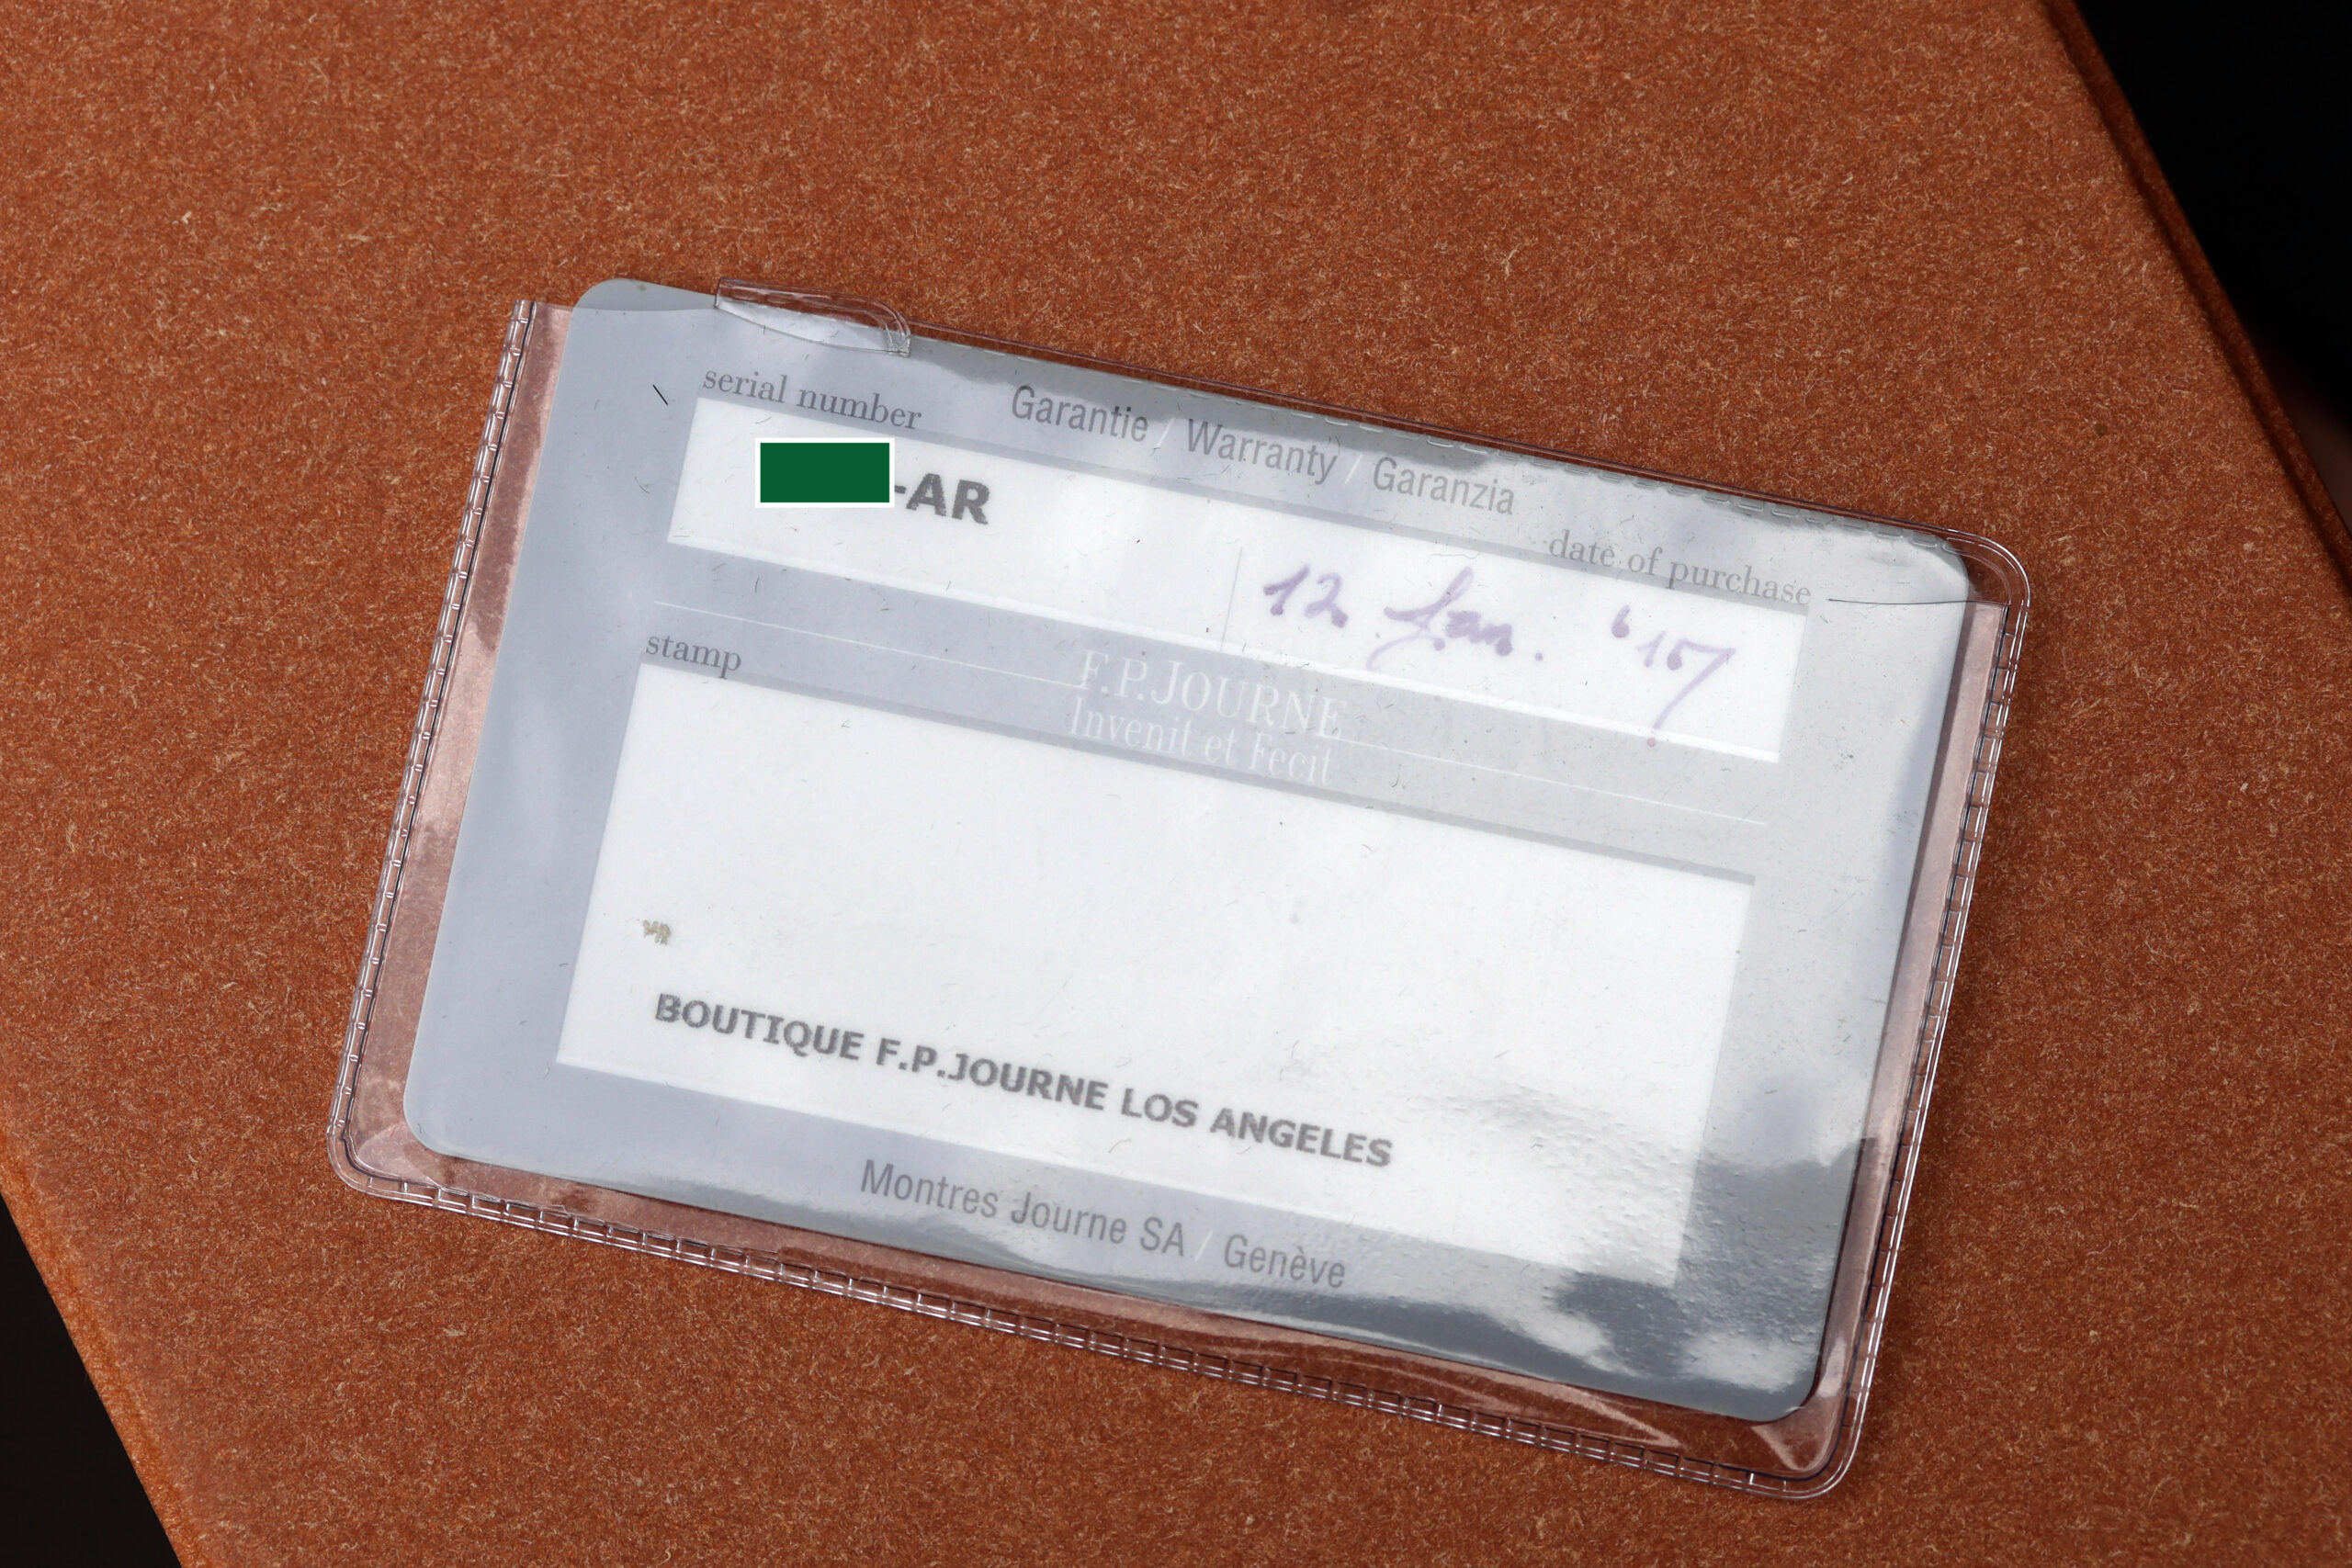 serial number
Garantie / Warranty / Garanzia
-AR
date of purchase
12 Jan.
stamp
F.P.JOURNE
Invenit et Fecit
BOUTIQUE F.P.JOURNE LOS ANGELES
Montres Journe SA / Genève